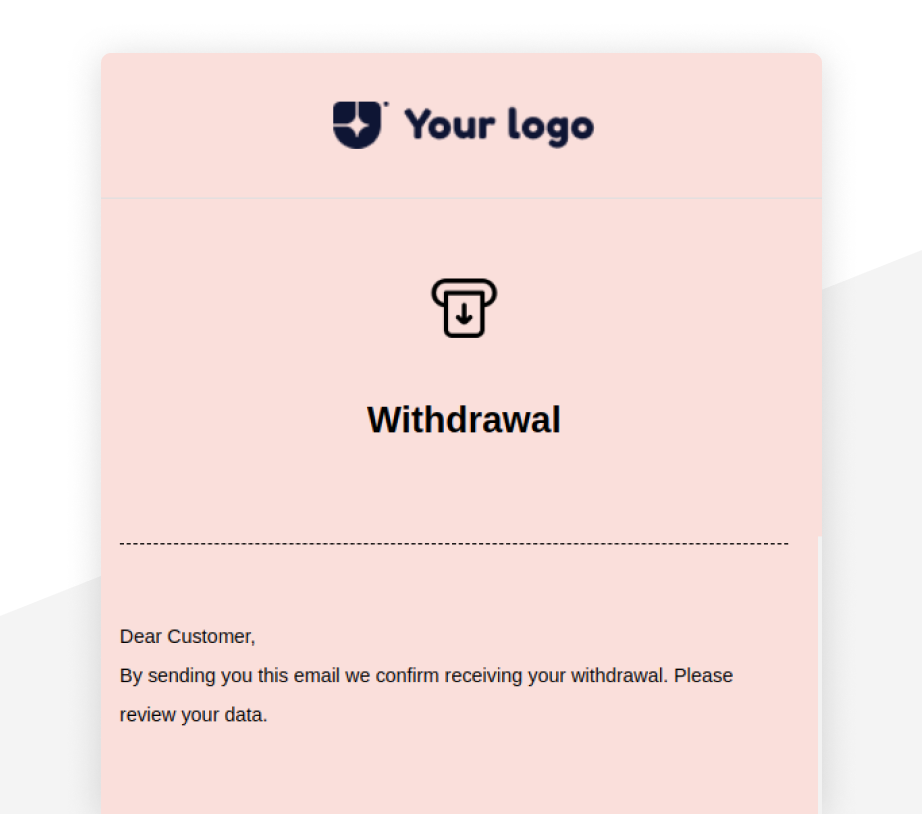 Your logo
Withdrawal
Dear Customer,
By sending you this email we confirm receiving your withdrawal. Please
review your data.